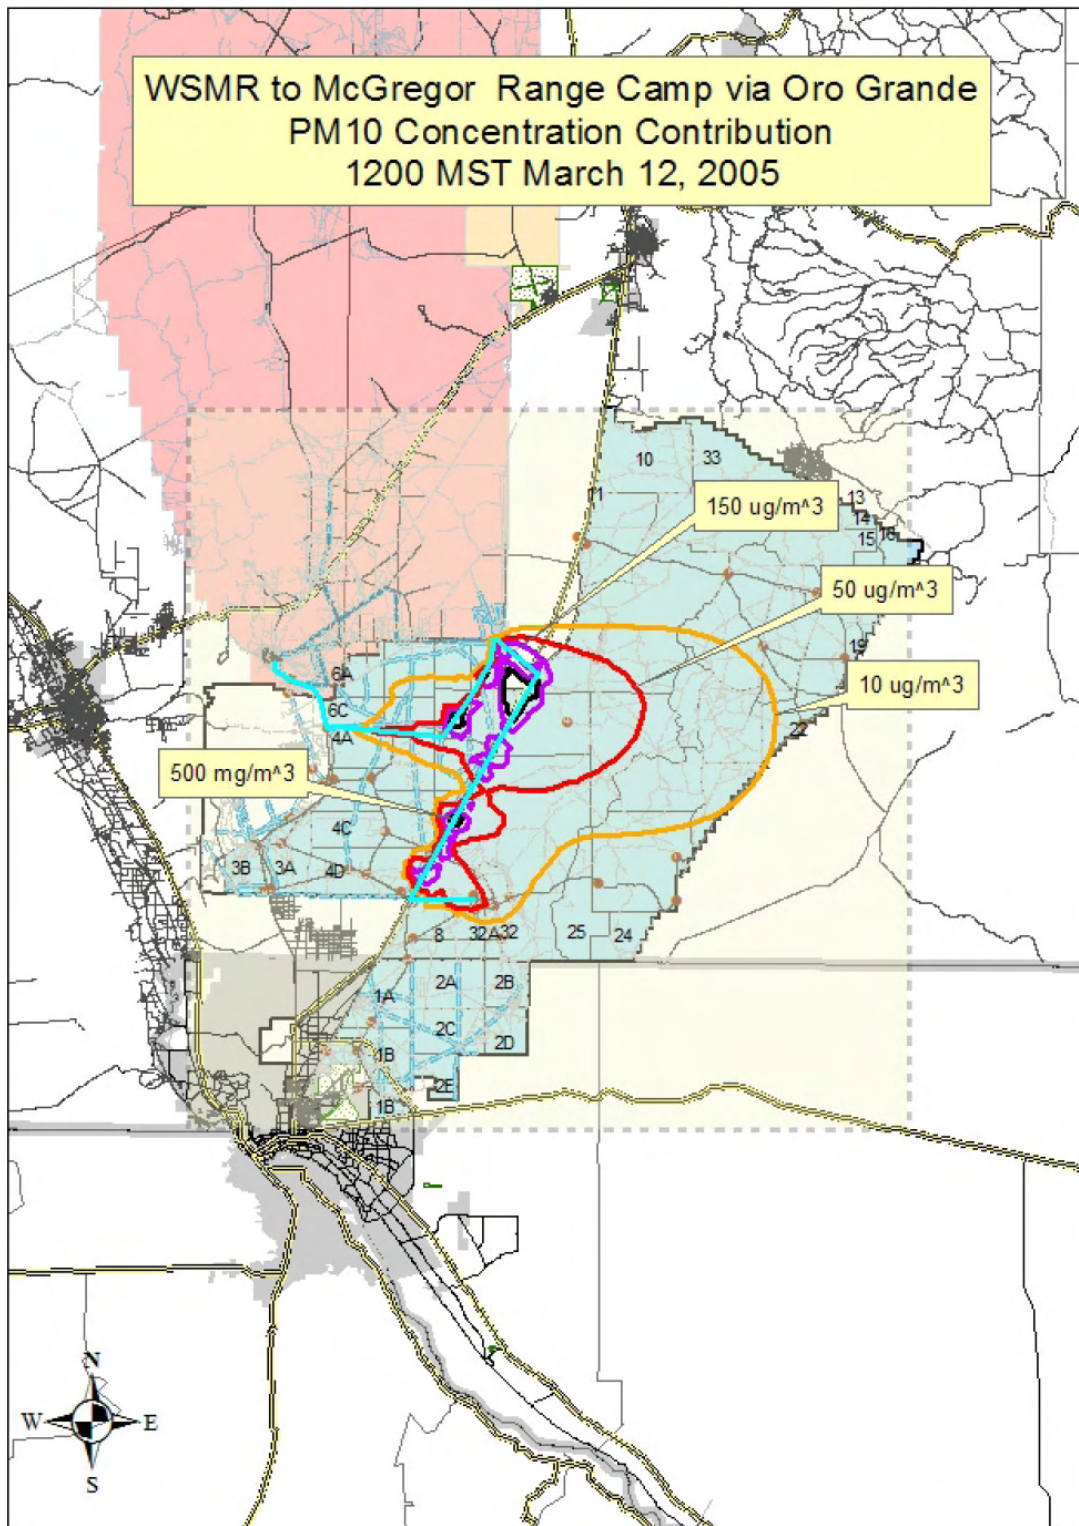 WSMR to McGregor Range Camp via Oro Grande
PM10 Concentration Contribution
1200 MST March 12, 2005
10
33
11
150 ug/m^3
13
14
15
16
50 ug/m^3
19
6A
10 ug/m^3
6C
4A
22
500 mg/m^3
4C
3B
3A
4D
8
32A
32
25
24
1A
2A
2B
2C
2D
1B
2E
1B
N
W
E
S